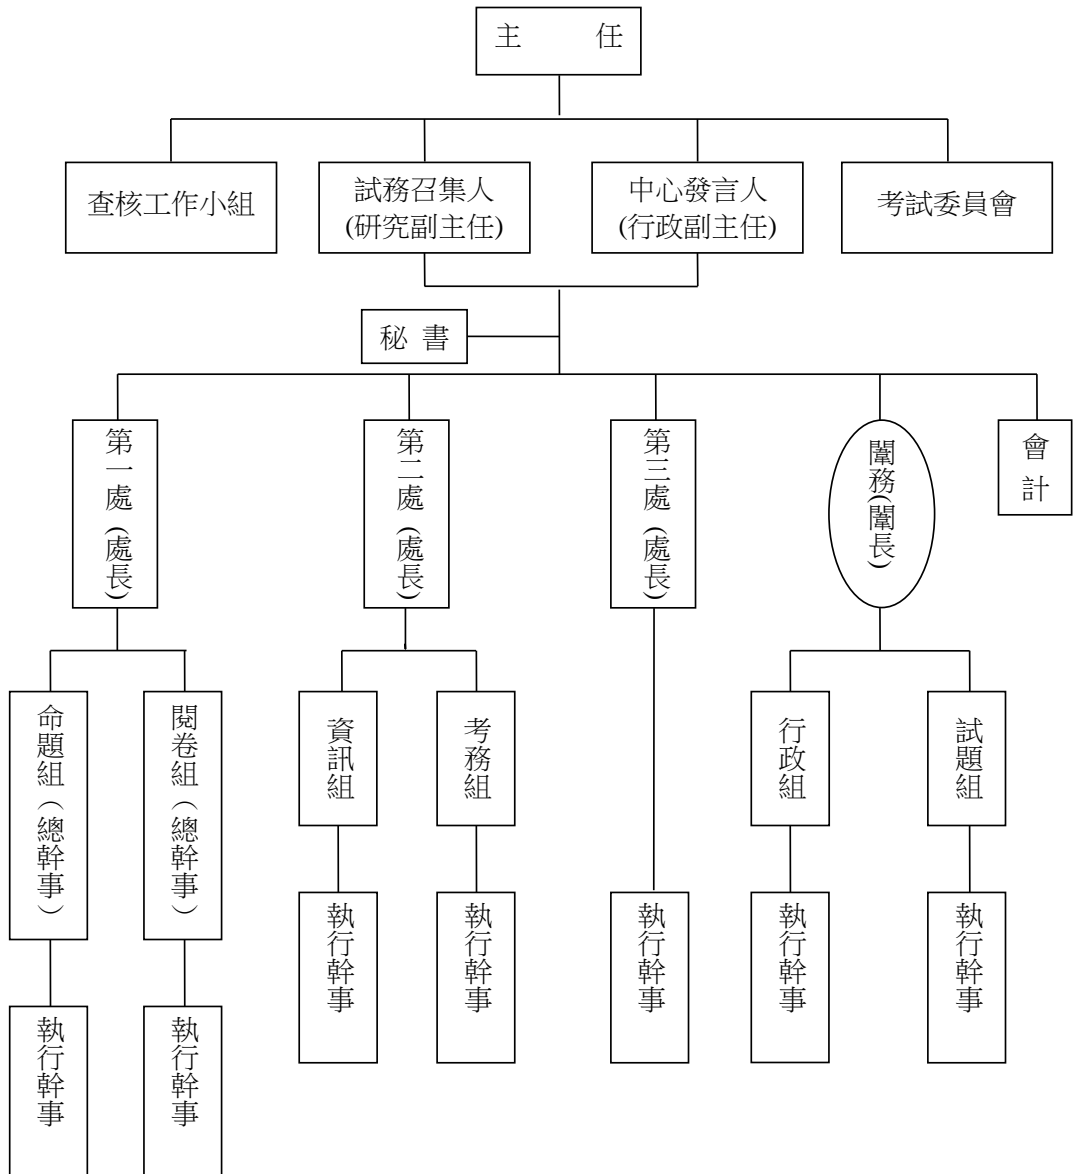 主 任
查核工作小組
試務召集人
(研究副主任)
中心發言人
(行政副主任)
考試委員會
秘 書
第一處 (處長)
第二處 (處長)
第三處 (處長)
闈務(闈長)
會
計
命題組(總幹事)
閱卷組(總幹事)
資訊組
考務組
行政組
試題組
執行幹事
執行幹事
執行幹事
執行幹事
執行幹事
執行幹事
執行幹事